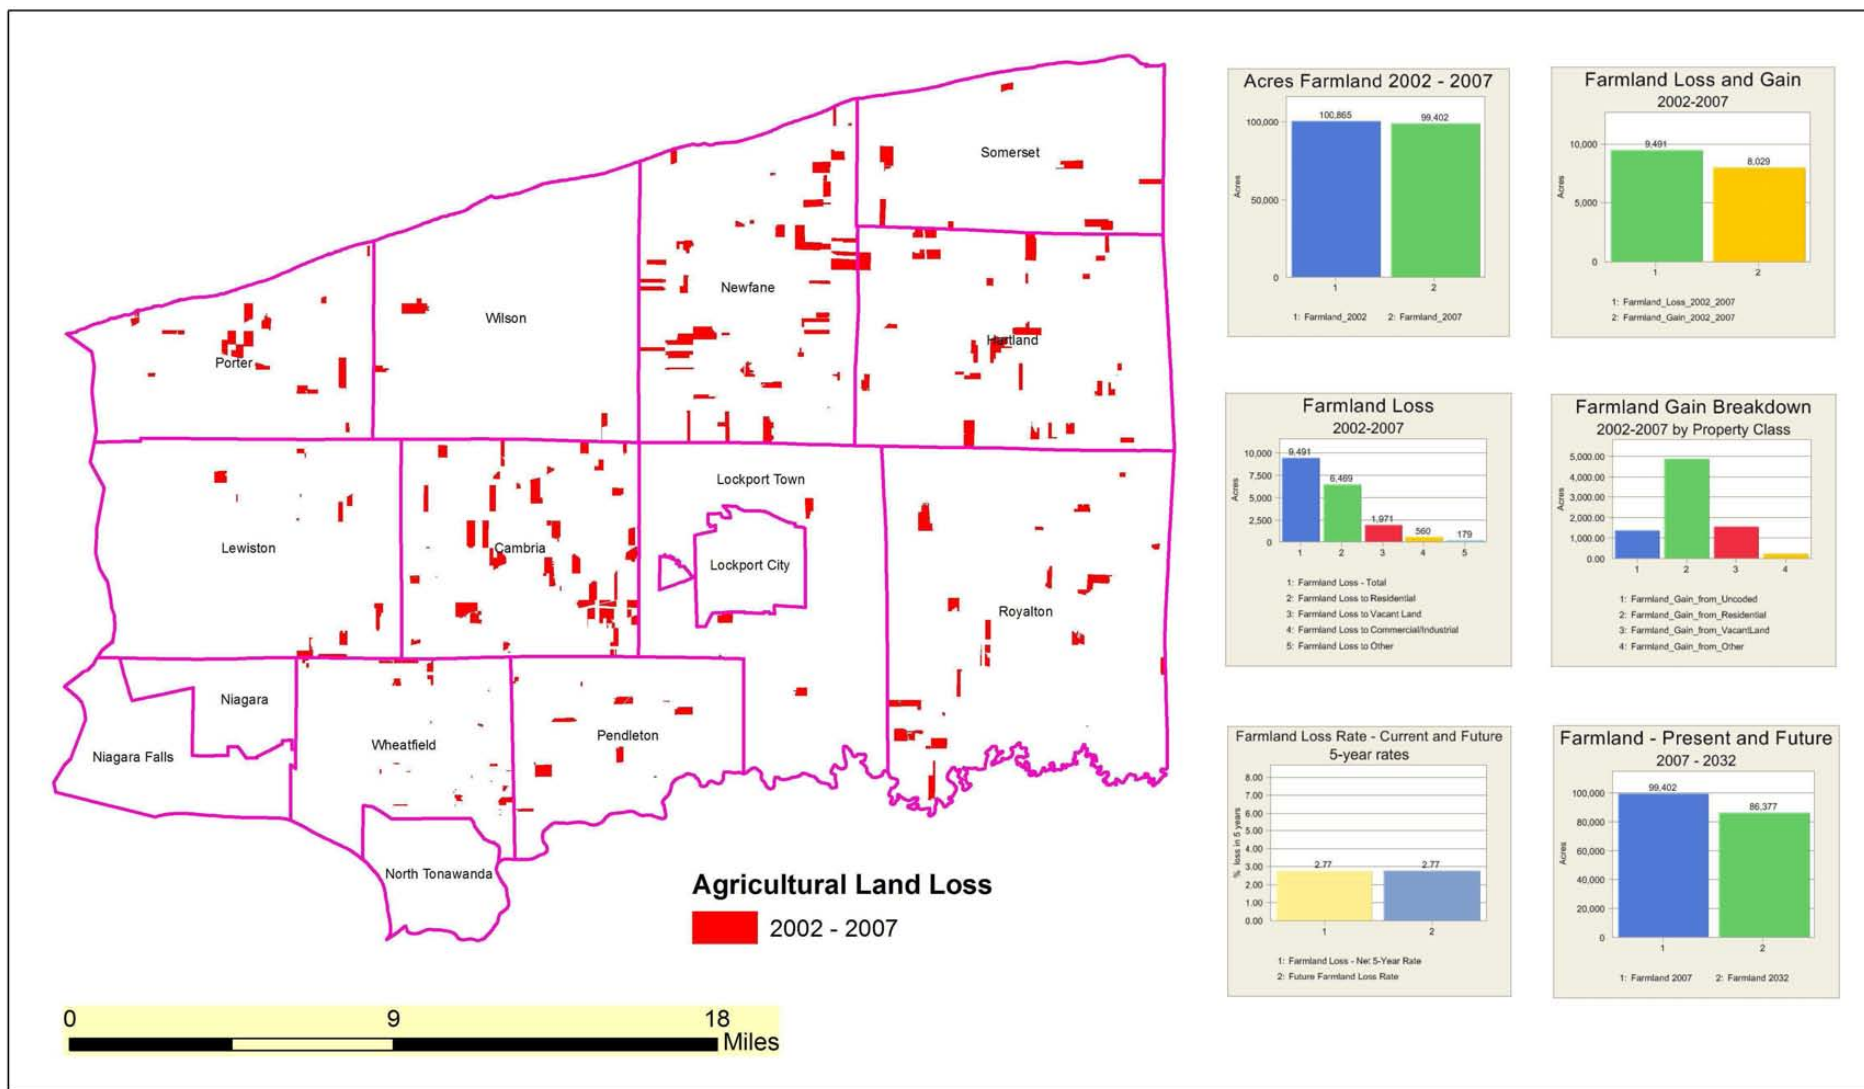 Somerset
Newfane
Wilson
Hartland
Porter
Lockport Town
Lewiston
Cambria
Lockport City
Royalton
Niagara
Wheatfield
Pendleton
Niagara Falls
North Tonawanda
Agricultural Land Loss
2002 - 2007
0 9 18
Miles
Acres Farmland 2002 - 2007
100,865 99,402
100,000
50,000
0
Acres
1 2
1: Farmland_2002 2: Farmland_2007
Farmland Loss and Gain
2002-2007
9,491
8,029
10,000
5,000
0
Acres
1 2
1: Farmland_Loss_2002_2007
2: Farmland_Gain_2002_2007
Farmland Loss
2002-2007
9,491
6,469
1,971
560
179
10,000
7,500
5,000
2,500
0
Acres
1 2 3 4 5
1: Farmland Loss - Total
2: Farmland Loss to Residential
3: Farmland Loss to Vacant Land
4: Farmland Loss to Commercial/Industrial
5: Farmland Loss to Other
Farmland Gain Breakdown
2002-2007 by Property Class
5,000.00
4,000.00
3,000.00
2,000.00
1,000.00
0.00
Acres
1 2 3 4
1: Farmland_Gain_from_Uncoded
2: Farmland_Gain_from_Residential
3: Farmland_Gain_from_VacantLand
4: Farmland_Gain_from_Other
Farmland Loss Rate - Current and Future
5-year rates
8.00
7.00
6.00
5.00
4.00
3.00
2.00
1.00
0.00
% loss in 5 years
2.77 2.77
1 2
1: Farmland Loss - Net 5-Year Rate
2: Future Farmland Loss Rate
Farmland - Present and Future
2007 - 2032
99,402
86,377
100,000
80,000
60,000
40,000
20,000
0
Acres
1 2
1: Farmland 2007 2: Farmland 2032